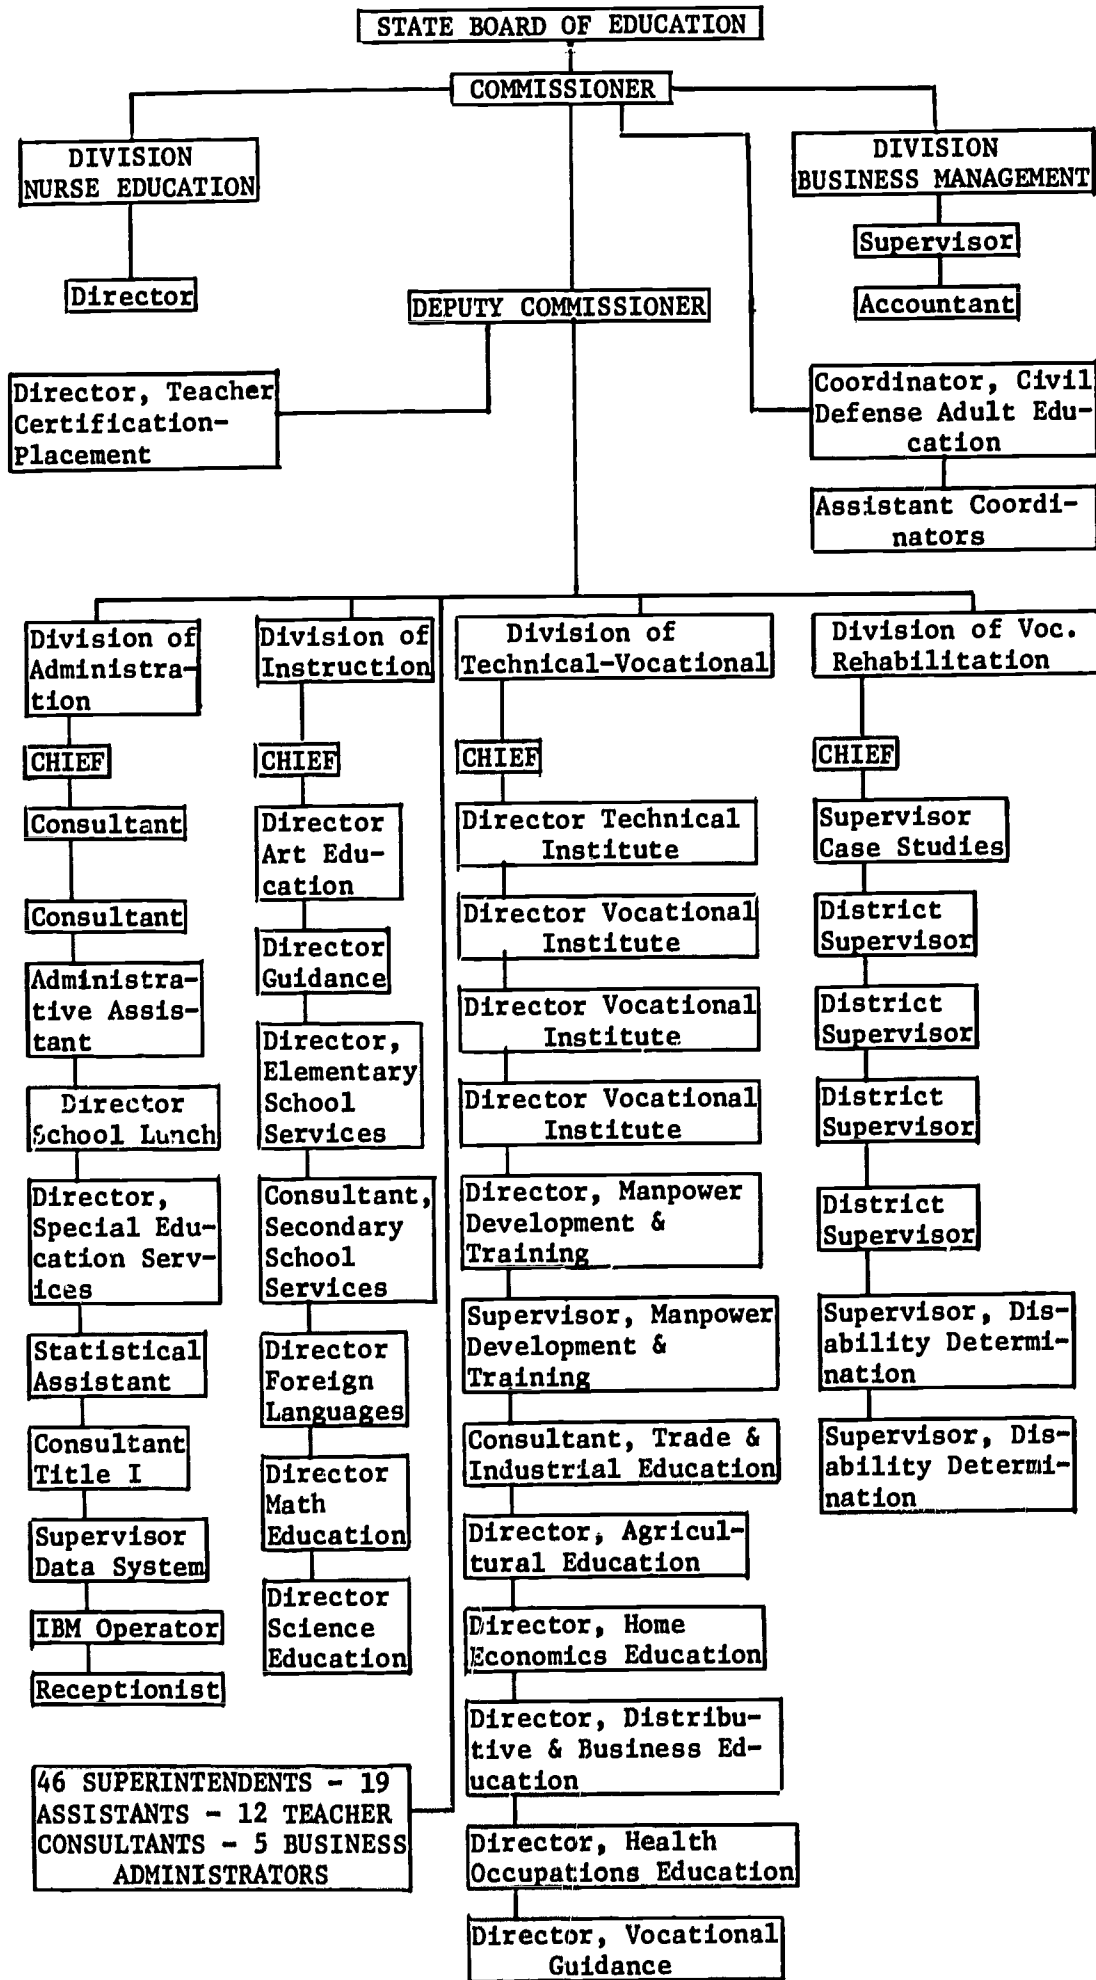 STATE BOARD OF EDUCATION
COMMISSIONER
DIVISION
NURSE EDUCATION
Director
DIVISION
BUSINESS MANAGEMENT
Supervisor
Accountant
DEPUTY COMMISSIONER
Director, Teacher
Certification-
Placement
Coordinator, Civil
Defense Adult Edu-
cation
Assistant Coordi-
nators
Division of
Administra-
tion
CHIEF
Consultant
Consultant
Administra-
tive Assis-
tant
Director
School Lunch
Director,
Special Edu-
cation Serv-
ices
Statistical
Assistant
Consultant
Title I
Supervisor
Data System
IBM Operator
Receptionist
46 SUPERINTENDENTS - 19
ASSISTANTS - 12 TEACHER
CONSULTANTS - 5 BUSINESS
ADMINISTRATORS
Division of
Instruction
CHIEF
Director
Art Edu-
cation
Director
Guidance
Director,
Elementary
School
Services
Consultant,
Secondary
School
Services
Director
Foreign
Languages
Director
Math
Education
Director
Science
Education
Division of
Technical-Vocational
CHIEF
Director Technical
Institute
Director Vocational
Institute
Director Vocational
Institute
Director Vocational
Institute
Director, Manpower
Development &
Training
Supervisor, Manpower
Development &
Training
Consultant, Trade &
Industrial Education
Director, Agricul-
tural Education
Director, Home
Economics Education
Director, Distribu-
tive & Business Ed-
ucation
Director, Health
Occupations Education
Director, Vocational
Guidance
Division of Voc.
Rehabilitation
CHIEF
Supervisor
Case Studies
District
Supervisor
District
Supervisor
District
Supervisor
District
Supervisor
Supervisor, Dis-
ability Determi-
nation
Supervisor, Dis-
ability Determi-
nation